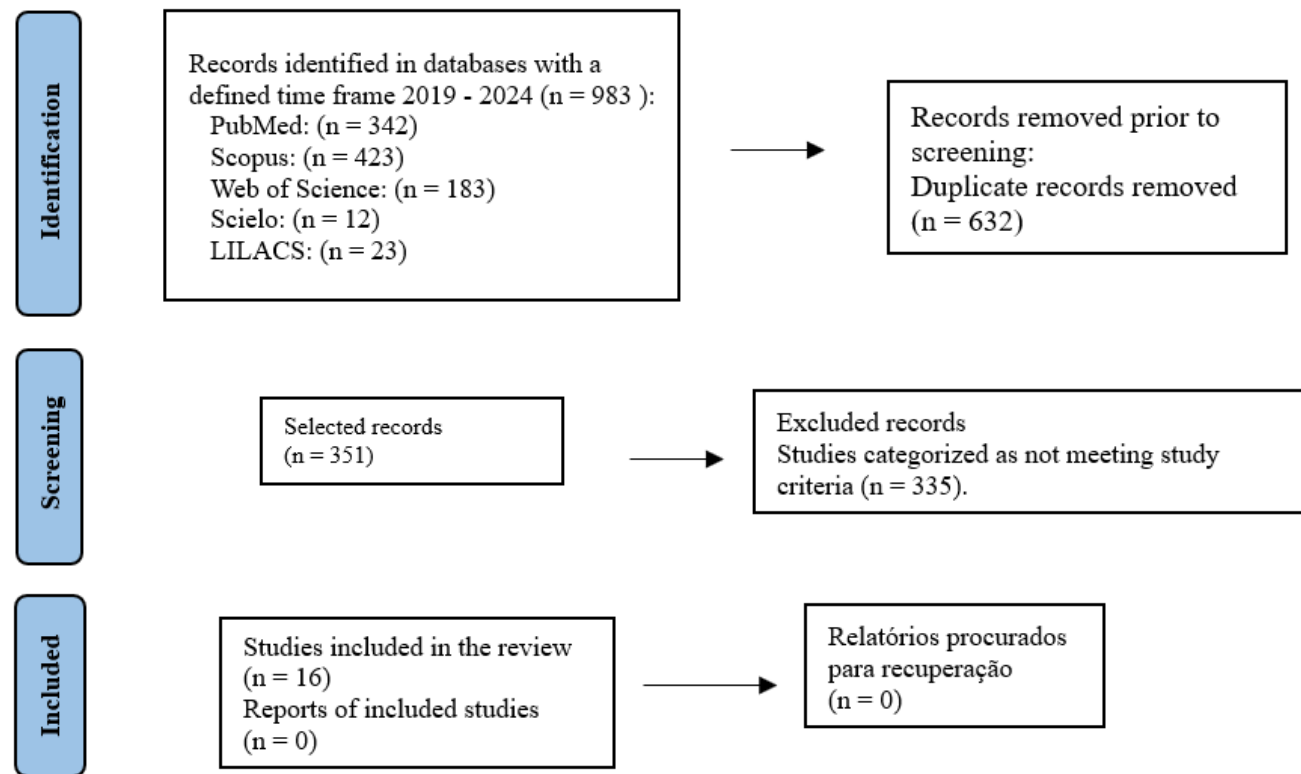 Identification
Records identified in databases with a
defined time frame 2019 - 2024 (n = 983 ):
PubMed: (n = 342)
Scopus: (n = 423)
Web of Science: (n = 183)
Scielo: (n = 12)
LILACS: (n = 23)
Records removed prior to
screening:
Duplicate records removed
(n = 632)
Screening
Selected records
(n = 351)
Excluded records
Studies categorized as not meeting study
criteria (n = 335).
Included
Studies included in the review
(n = 16)
Reports of included studies
(n = 0)
Relatórios procurados
para recuperação
(n = 0)